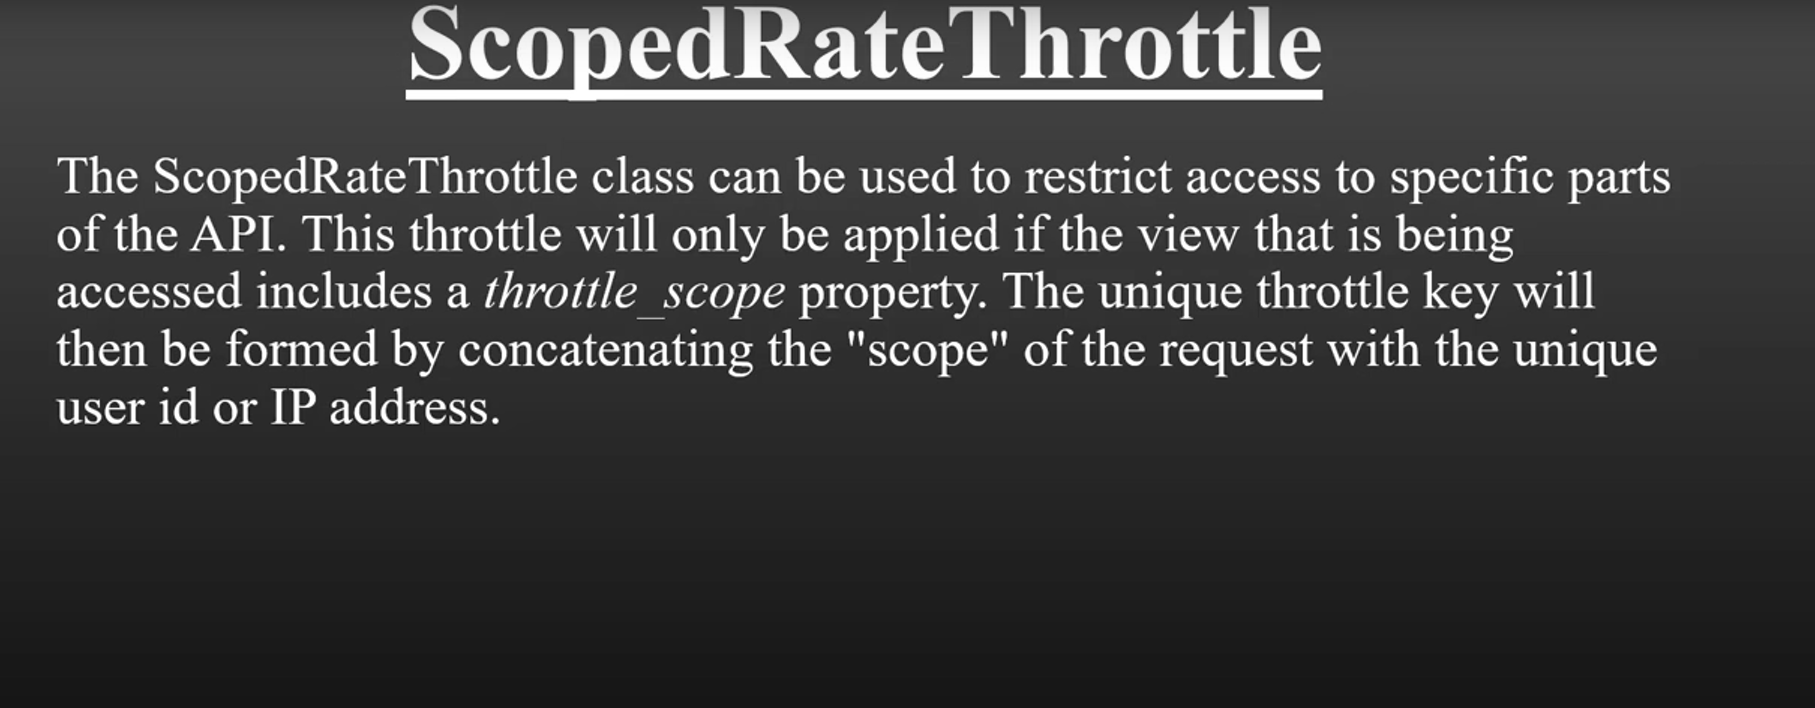 ScopedRateThrottle
The ScopedRateThrottle class can be used to restrict access to specific parts
of the API. This throttle will only be applied if the view that is being
accessed includes a throttle_scope property. The unique throttle key will
then be formed by concatenating the "scope" of the request with the unique
user id or IP address.